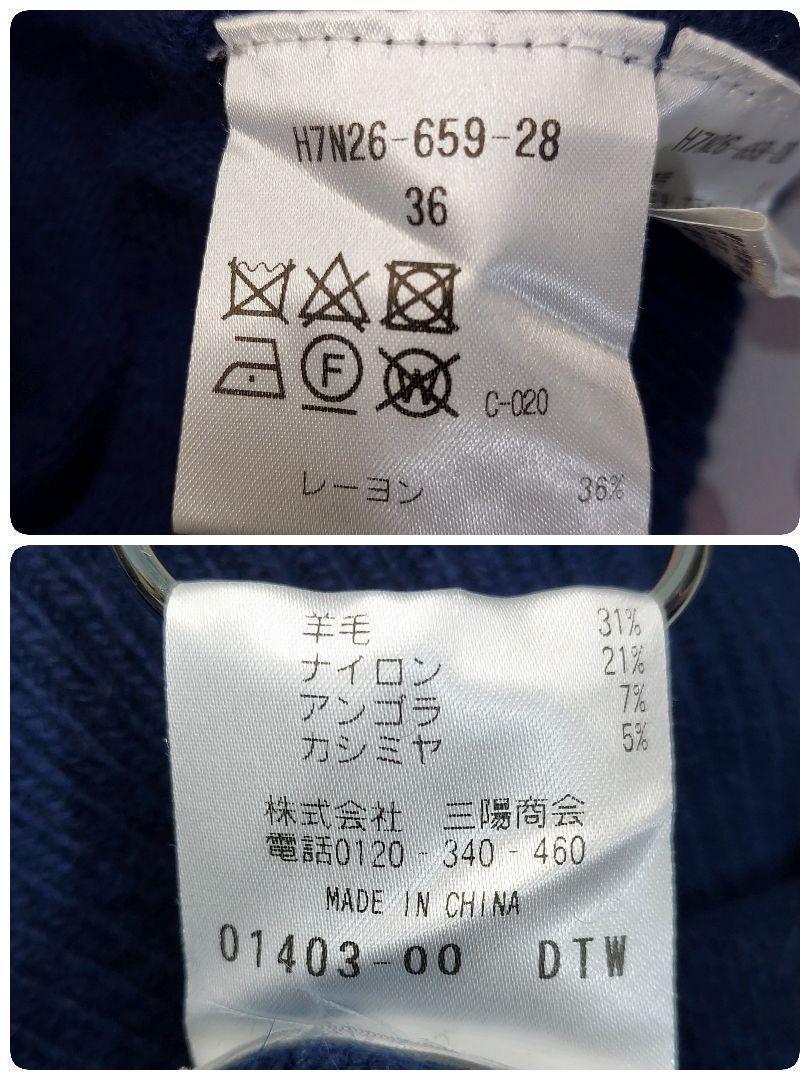 H7N26-659-28
36
F
W
C-020
レーヨン 36%
羊毛 31%
ナイロン 21%
アンゴラ 7%
カシミヤ 5%
株式会社 三陽商会
電話0120-340-460
MADE IN CHINA
01403-00 DTW